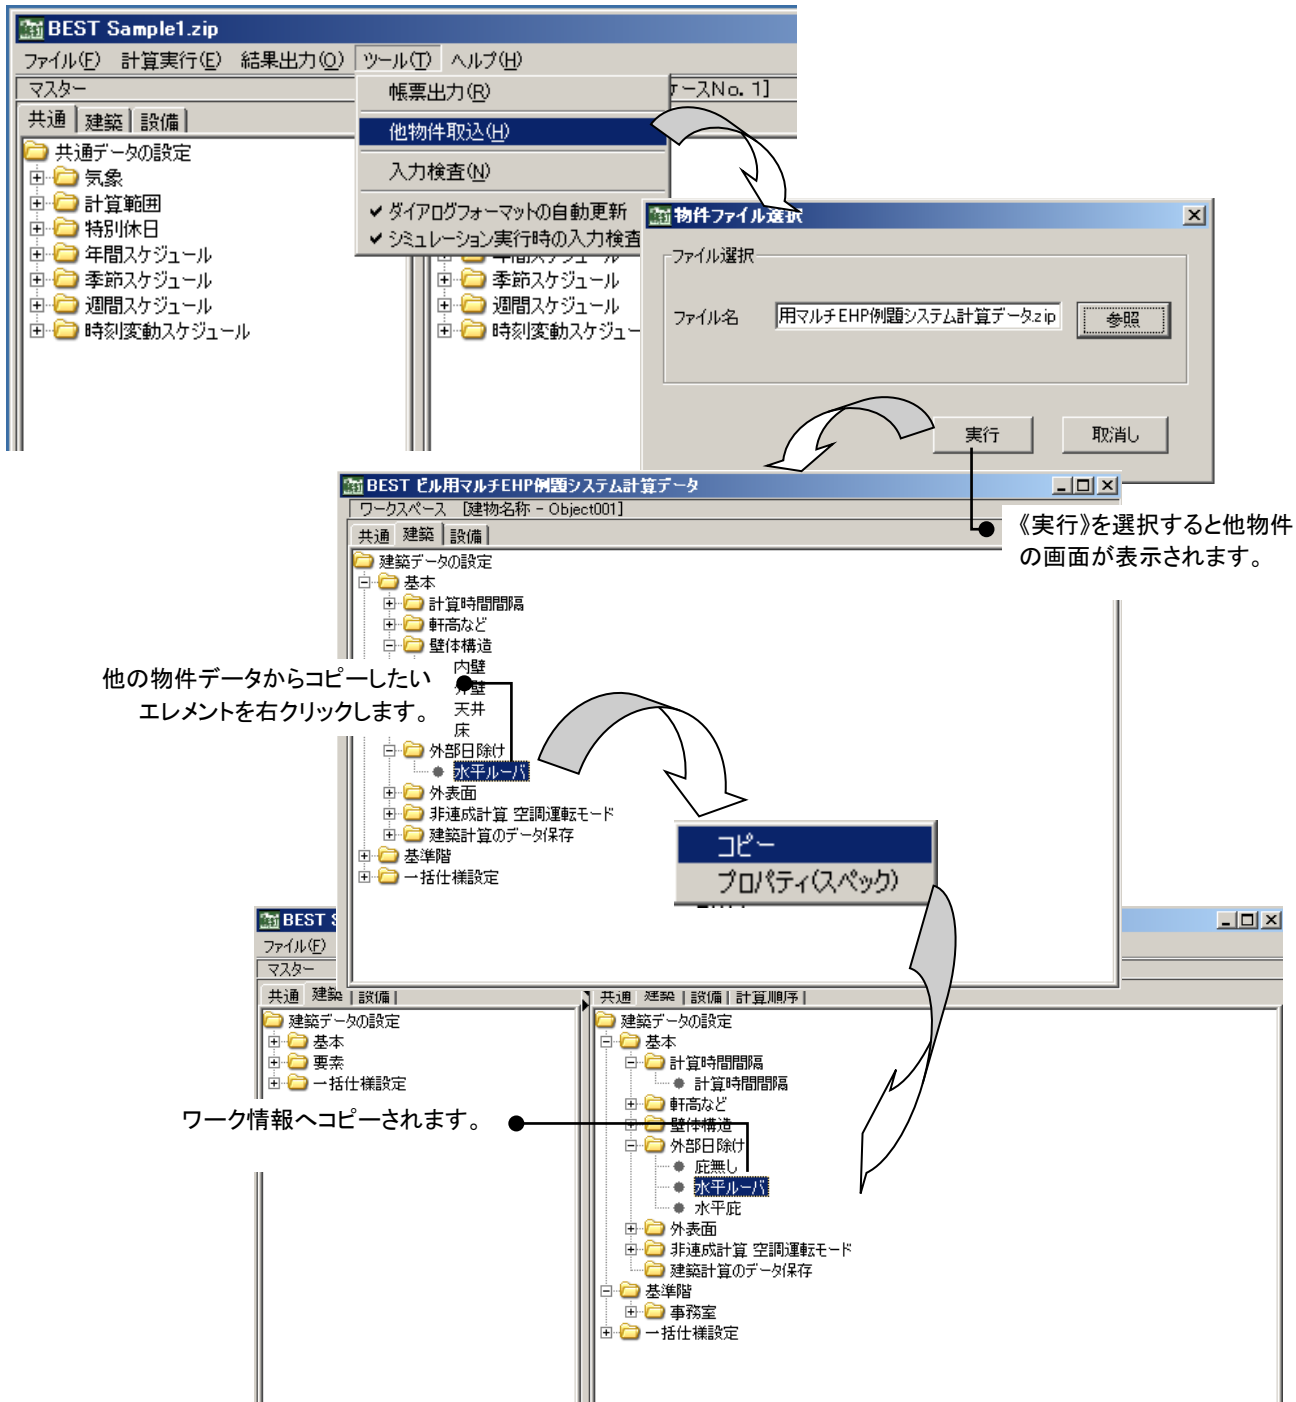 BEST Sample1.zip
ファイル(F) 計算実行(E) 結果出力(O) ツール(T) ヘルプ(H)
マスター
ケースNo. 1]
共通 建築 設備
共通データの設定
気象
計算範囲
特別休日
年間スケジュール
季節スケジュール
週間スケジュール
時刻変動スケジュール
帳票出力(R)
他物件取込(H)
入力検査(N)
ダイアログフォーマットの自動更新
シミュレーション実行時の入力検査
年間スケジュール
季節スケジュール
週間スケジュール
時刻変動スケジュー
物件ファイル選択
ファイル選択
ファイル名 用マルチEHP例題システム計算データ.zip 参照
実行 取消し
《実行》を選択すると他物件
の画面が表示されます。
BEST ビル用マルチEHP例題システム計算データ
ワークスペース [建物名称 - Object001]
共通 建築 設備
建築データの設定
基本
計算時間間隔
軒高など
壁体構造
内壁
外壁
天井
床
外部日除け
水平ルーバ
外表面
非連成計算 空調運転モード
建築計算のデータ保存
基準階
一括仕様設定
他の物件データからコピーしたい
エレメントを右クリックします。
コピー
プロパティ(スペック)
BEST S
ファイル(F)
マスター
共通 建築 設備
建築データの設定
基本
要素
一括仕様設定
共通 建築 設備 計算順序
建築データの設定
基本
計算時間間隔
計算時間間隔
軒高など
壁体構造
外部日除け
庇無し
水平ルーバ
水平庇
外表面
非連成計算 空調運転モード
建築計算のデータ保存
基準階
事務室
一括仕様設定
ワーク情報へコピーされます。